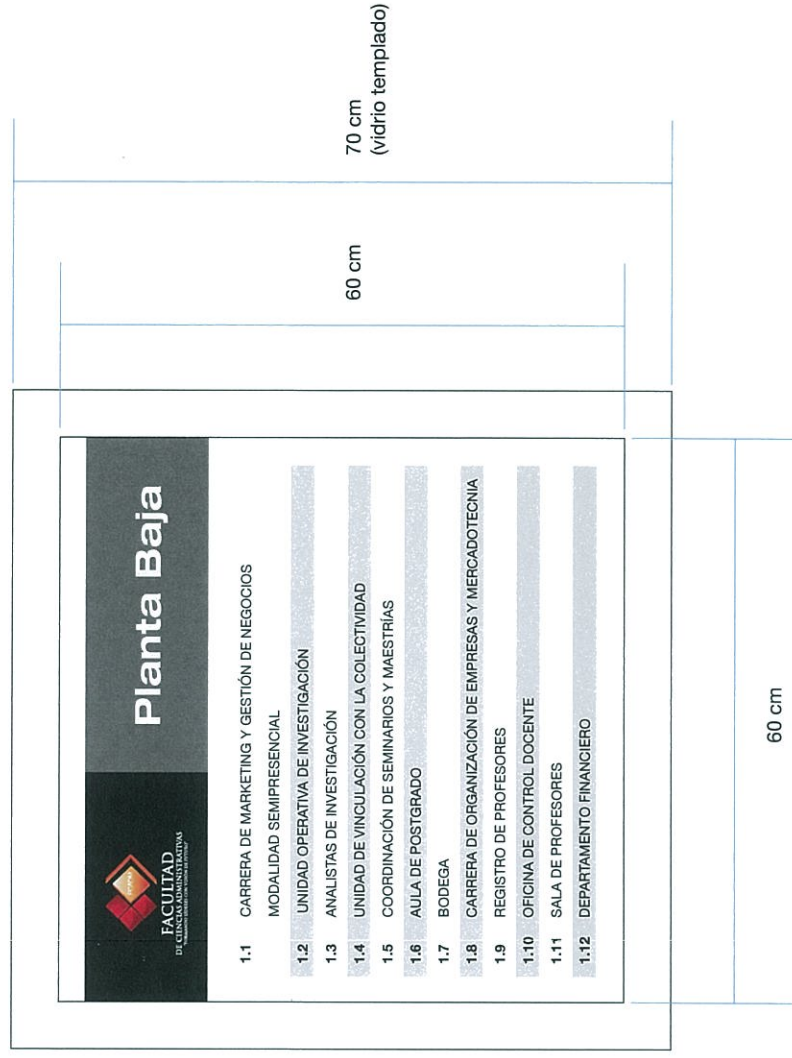 FACULTAD
DE CIENCIAS ADMINISTRATIVAS
Planta Baja
1.1 CARRERA DE MARKETING Y GESTIÓN DE NEGOCIOS
MODALIDAD SEMIPRESENCIAL
1.2 UNIDAD OPERATIVA DE INVESTIGACIÓN
1.3 ANALISTAS DE INVESTIGACIÓN
1.4 UNIDAD DE VINCULACIÓN CON LA COLECTIVIDAD
1.5 COORDINACIÓN DE SEMINARIOS Y MAESTRÍAS
1.6 AULA DE POSTGRADO
1.7 BODEGA
1.8 CARRERA DE ORGANIZACIÓN DE EMPRESAS Y MERCADOTECNIA
1.9 REGISTRO DE PROFESORES
1.10 OFICINA DE CONTROL DOCENTE
1.11 SALA DE PROFESORES
1.12 DEPARTAMENTO FINANCIERO
60 cm
70 cm
(vidrio templado)
60 cm